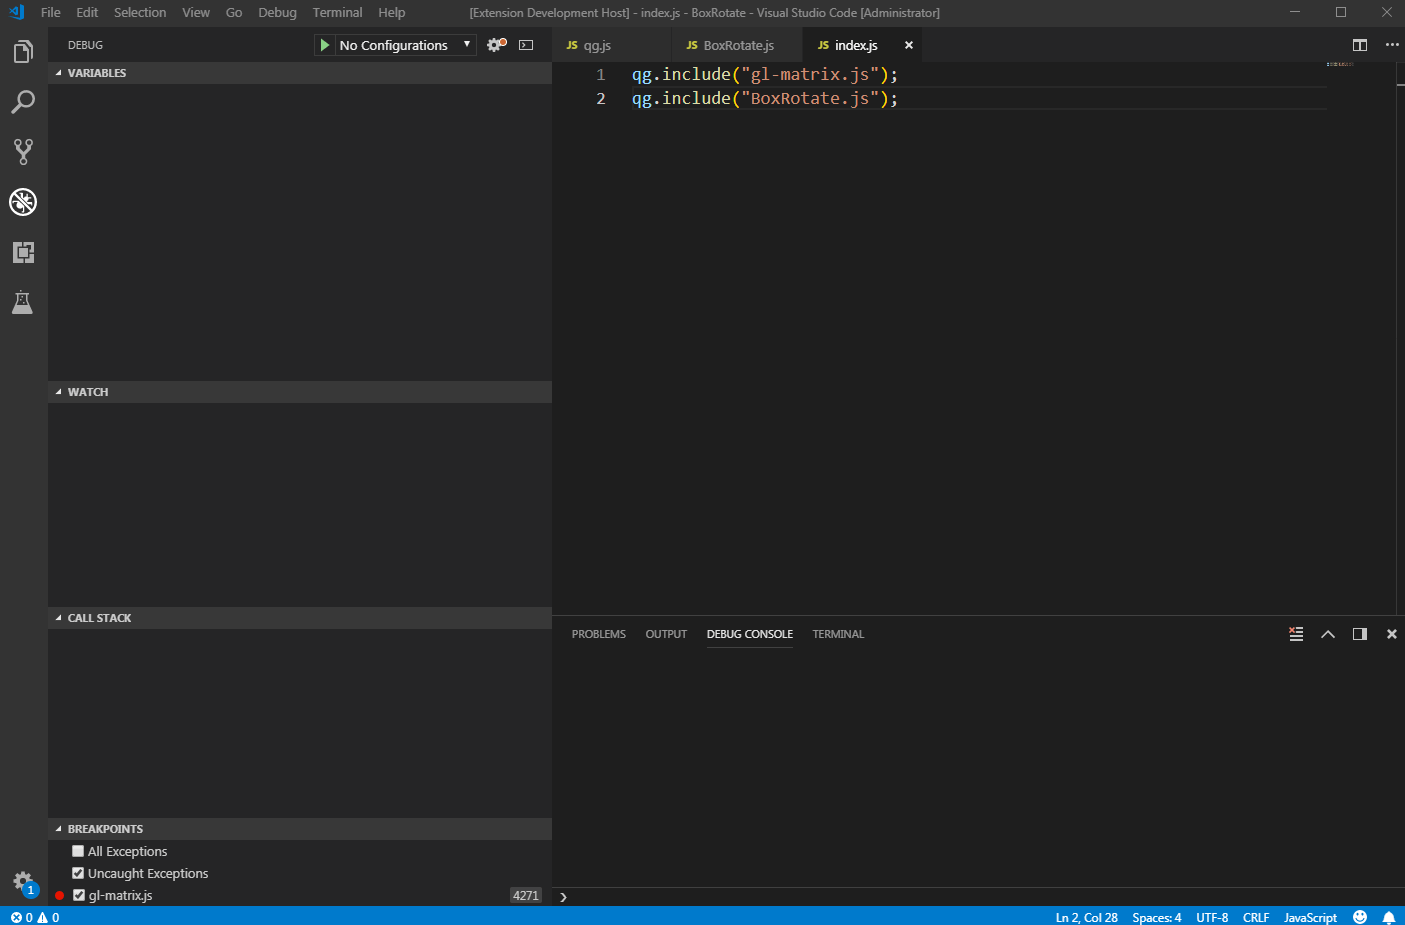 File Edit Selection View Go Debug Terminal Help [Extension Development Host] - index.js - BoxRotate - Visual Studio Code [Administrator]
DEBUG No Configurations
JS qg.js JS BoxRotate.js JS index.js
VARIABLES
1 qg.include("gl-matrix.js");
2 qg.include("BoxRotate.js");
WATCH
CALL STACK
PROBLEMS OUTPUT DEBUG CONSOLE TERMINAL
BREAKPOINTS
All Exceptions
Uncaught Exceptions
gl-matrix.js 4271
1
0 0 Ln 2, Col 28 Spaces: 4 UTF-8 CRLF JavaScript